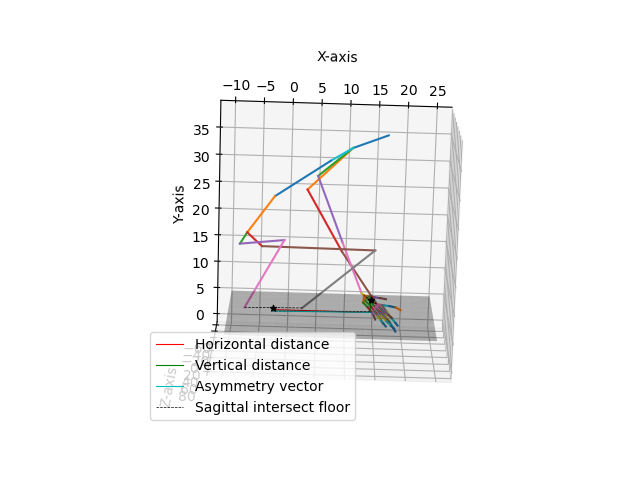 X-axis
−10 −5 0 5 10 15 20 25
Y-axis
35
30
25
20
15
10
5
0
Z-axis
80
Horizontal distance
Vertical distance
Asymmetry vector
Sagittal intersect floor